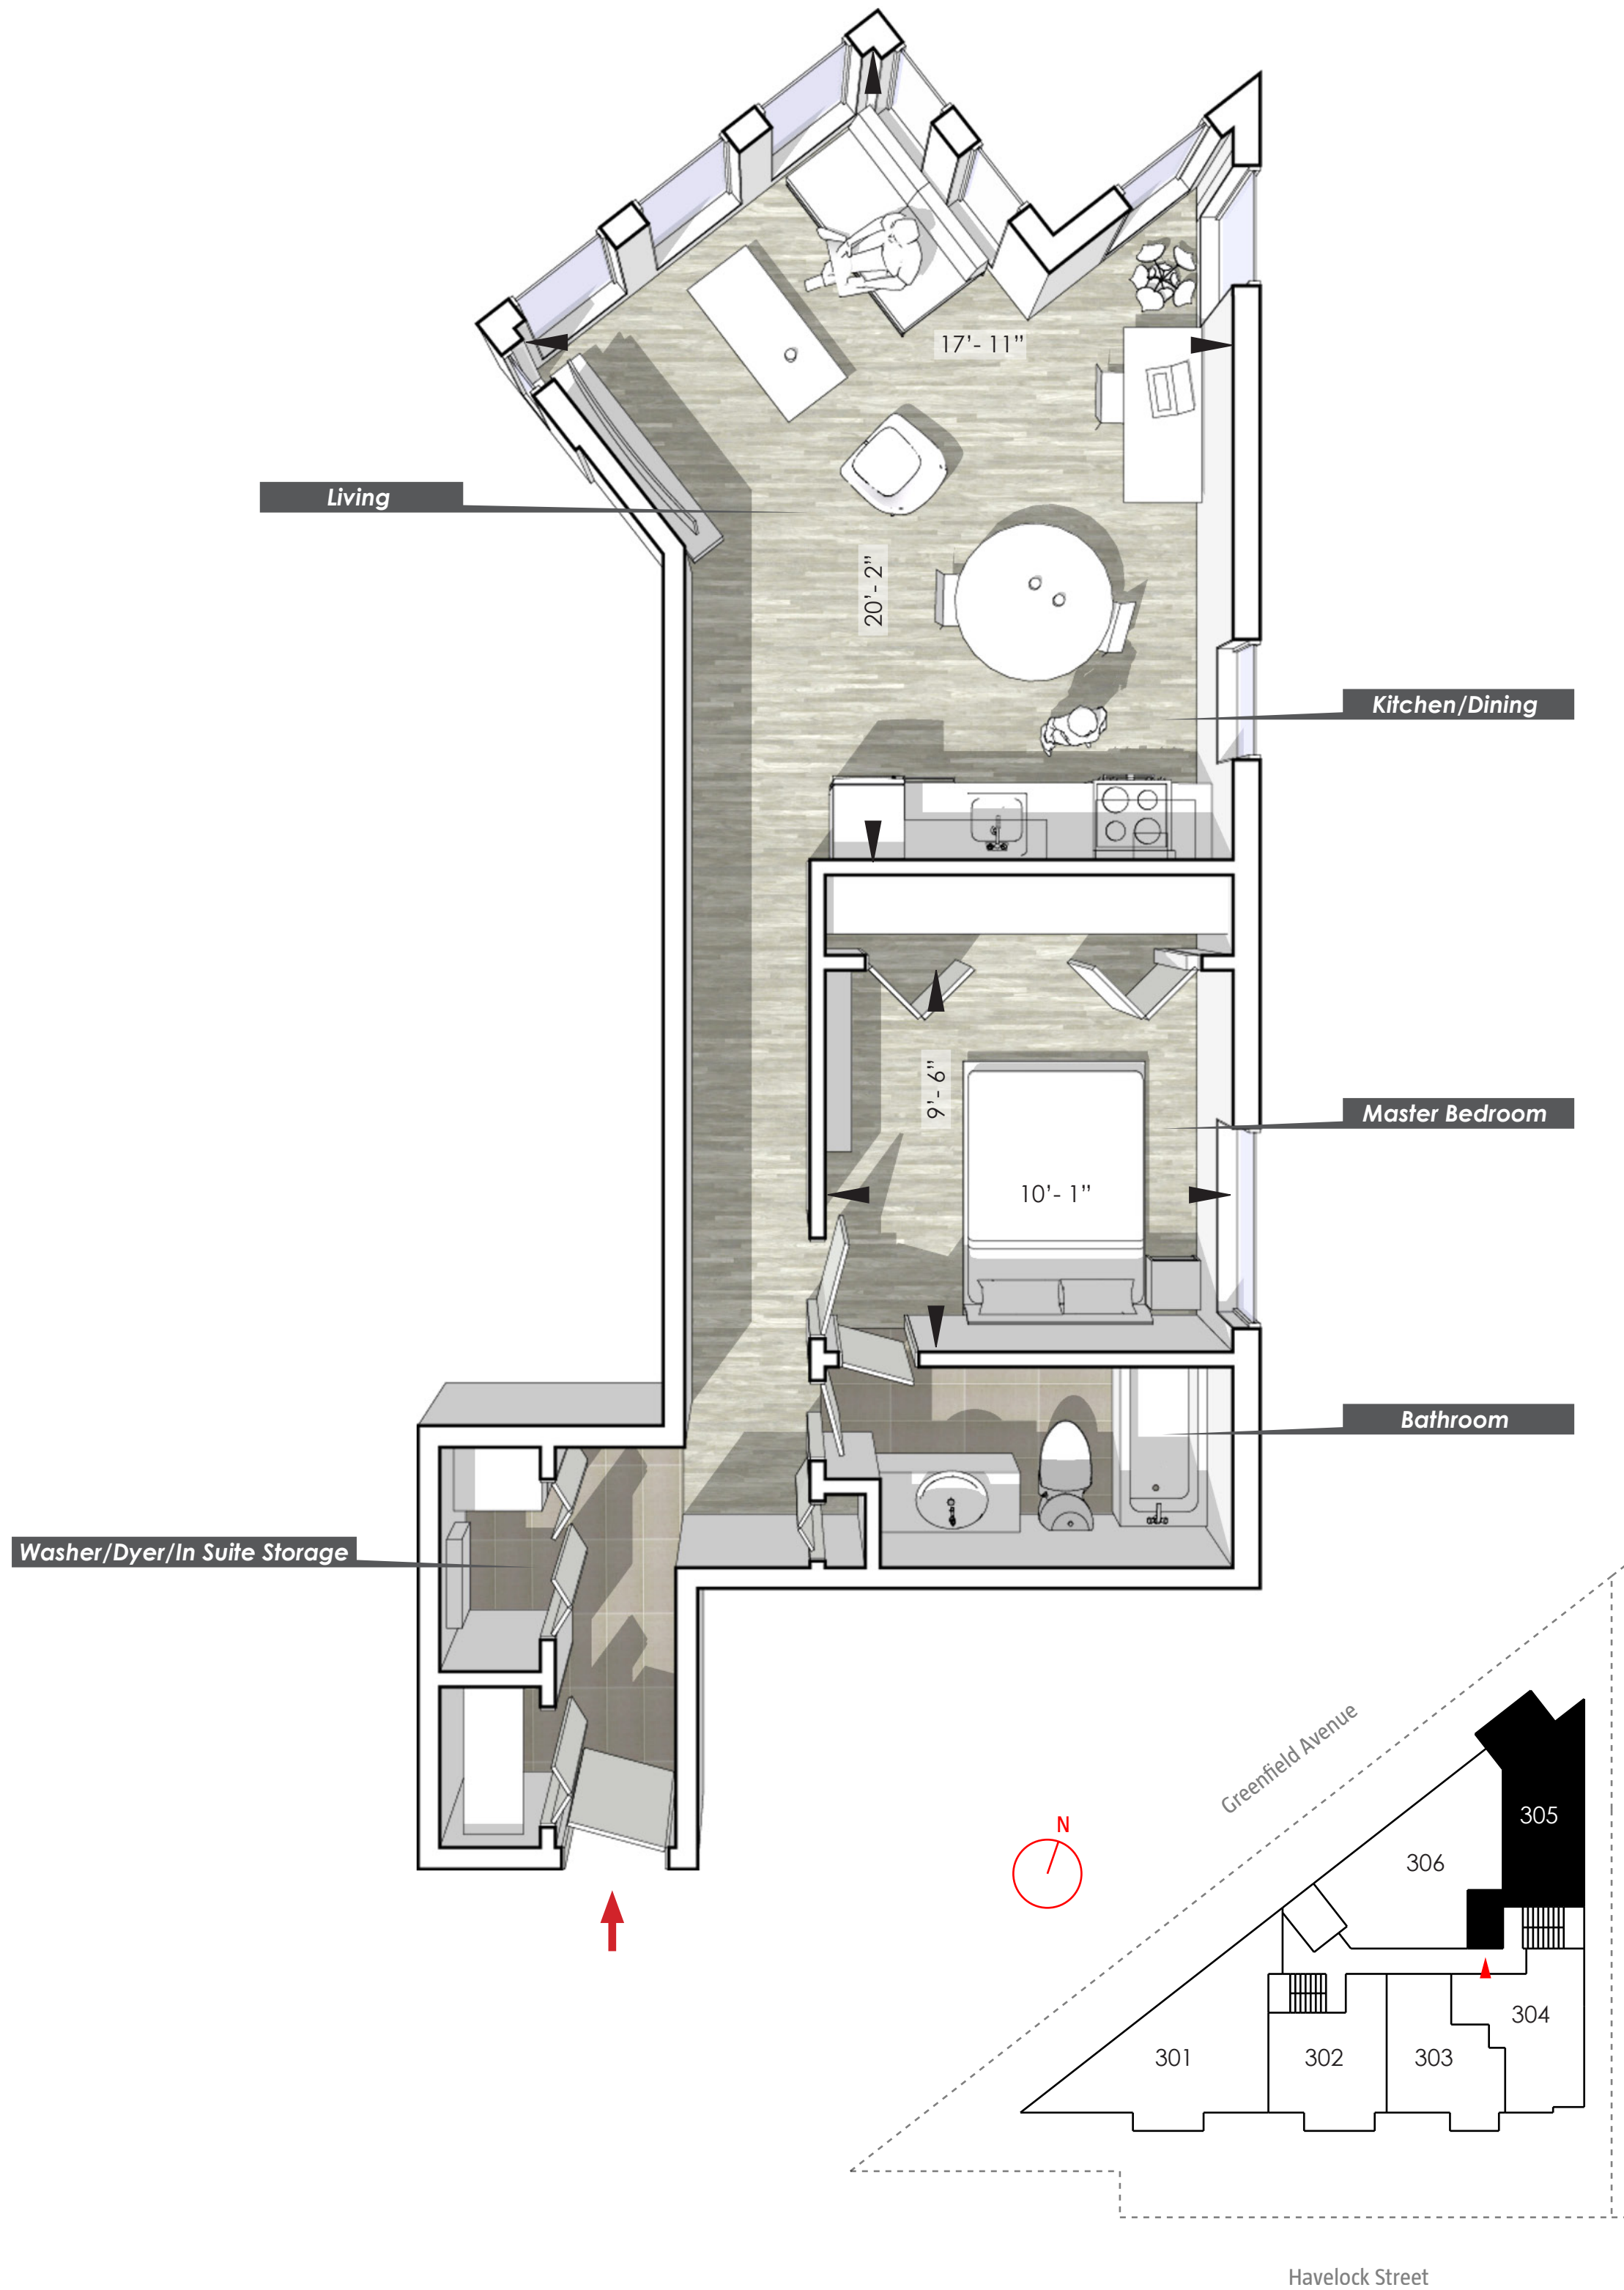 17’- 11”
Living
20’- 2”
Kitchen/Dining
9’- 6”
Master Bedroom
10’- 1”
Bathroom
Washer/Dyer/In Suite Storage
Greenfield Avenue
N
305
306
304
301
302
303
Havelock Street